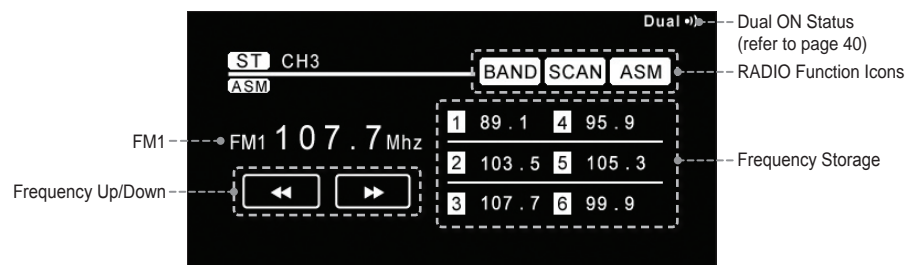 Dual
Dual ON Status
(refer to page 40)
ST CH3
BAND SCAN ASM
RADIO Function Icons
ASM
FM1
FM1 107.7Mhz
1 89.1 4 95.9
2 103.5 5 105.3
Frequency Storage
Frequency Up/Down
3 107.7 6 99.9